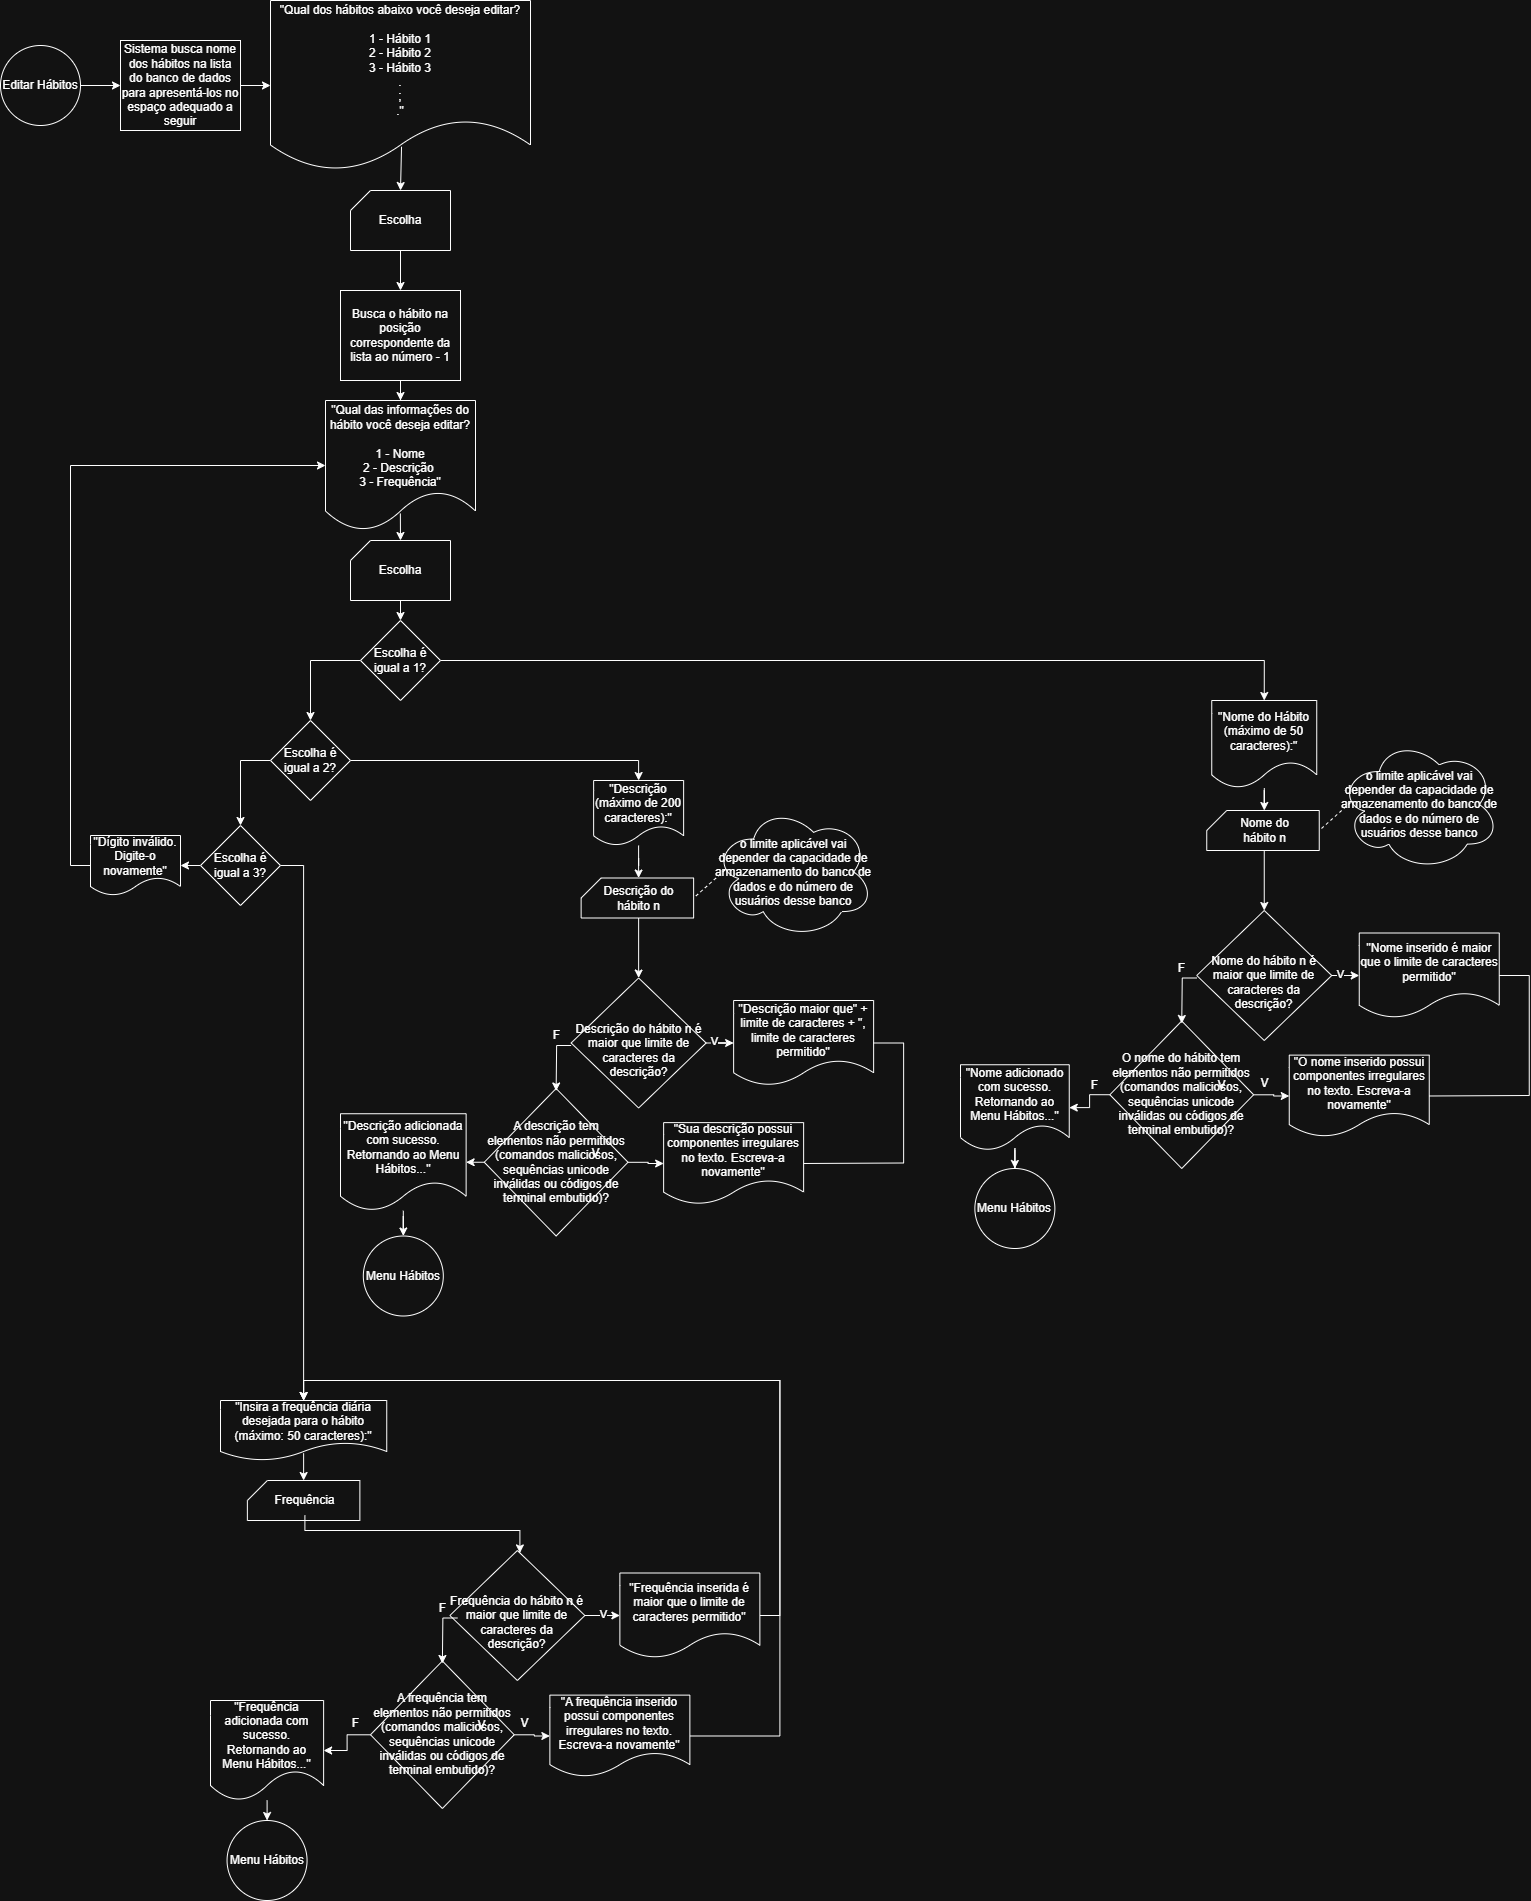 "Qual dos hábitos abaixo você deseja editar?
1 - Hábito 1
2 - Hábito 2
3 - Hábito 3
.
:
;
."
Editar Hábitos
Sistema busca nome
dos hábitos na lista
do banco de dados
para apresentá-los no
espaço adequado a
seguir
Escolha
Busca o hábito na
posição
correspondente da
lista ao número - 1
"Qual das informações do
hábito você deseja editar?
1 - Nome
2 - Descrição
3 - Frequência"
Escolha
Escolha é
igual a 1?
Escolha é
igual a 2?
Escolha é
igual a 3?
"Dígito inválido.
Digite-o
novamente"
"Nome do Hábito
(máximo de 50
caracteres):"
o limite aplicável vai
depender da capacidade de
armazenamento do banco de
dados e do número de
usuários desse banco
Nome do
hábito n
Nome do hábito n é
maior que limite de
caracteres da
descrição?
F
V
"Nome inserido é maior
que o limite de caracteres
permitido"
O nome do hábito tem
elementos não permitidos
(comandos maliciosos,
sequências unicode
inválidas ou códigos de
terminal embutido)?
V
F
V
"O nome inserido possui
componentes irregulares
no texto. Escreva-a
novamente"
"Nome adicionado
com sucesso.
Retornando ao
Menu Hábitos..."
Menu Hábitos
"Descrição
(máximo de 200
caracteres):"
o limite aplicável vai
depender da capacidade de
armazenamento do banco de
dados e do número de
usuários desse banco
Descrição do
hábito n
Descrição do hábito n é
maior que limite de
caracteres da
descrição?
F
V
"Descrição maior que" +
limite de caracteres + ",
limite de caracteres
permitido"
A descrição tem
elementos não permitidos
(comandos maliciosos,
sequências unicode
inválidas ou códigos de
terminal embutido)?
V
"Sua descrição possui
componentes irregulares
no texto. Escreva-a
novamente"
"Descrição adicionada
com sucesso.
Retornando ao Menu
Hábitos..."
Menu Hábitos
"Insira a frequência diária
desejada para o hábito
(máximo: 50 caracteres):"
Frequência
Frequência do hábito n é
maior que limite de
caracteres da
descrição?
F
V
"Frequência inserida é
maior que o limite de
caracteres permitido"
A frequência tem
elementos não permitidos
(comandos maliciosos,
sequências unicode
inválidas ou códigos de
terminal embutido)?
V
F
V
"A frequência inserido
possui componentes
irregulares no texto.
Escreva-a novamente"
"Frequência
adicionada com
sucesso.
Retornando ao
Menu Hábitos..."
Menu Hábitos